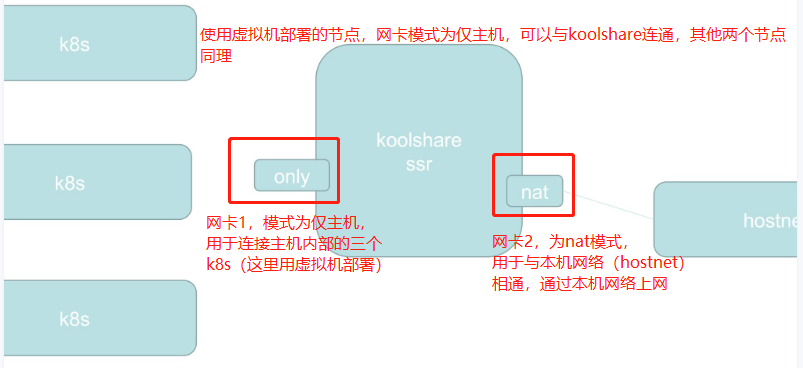 k8s
使用虚拟机部署的节点，网卡模式为仅主机，可以与koolshare连通，其他两个节点
同理
koolshare
ssr
only
k8s
nat
hostne
网卡1，模式为仅主机，
用于连接主机内部的三个
k8s（这里用虚拟机部署）
网卡2，为nat模式，
用于与本机网络（hostnet）
相通，通过本机网络上网
k8s